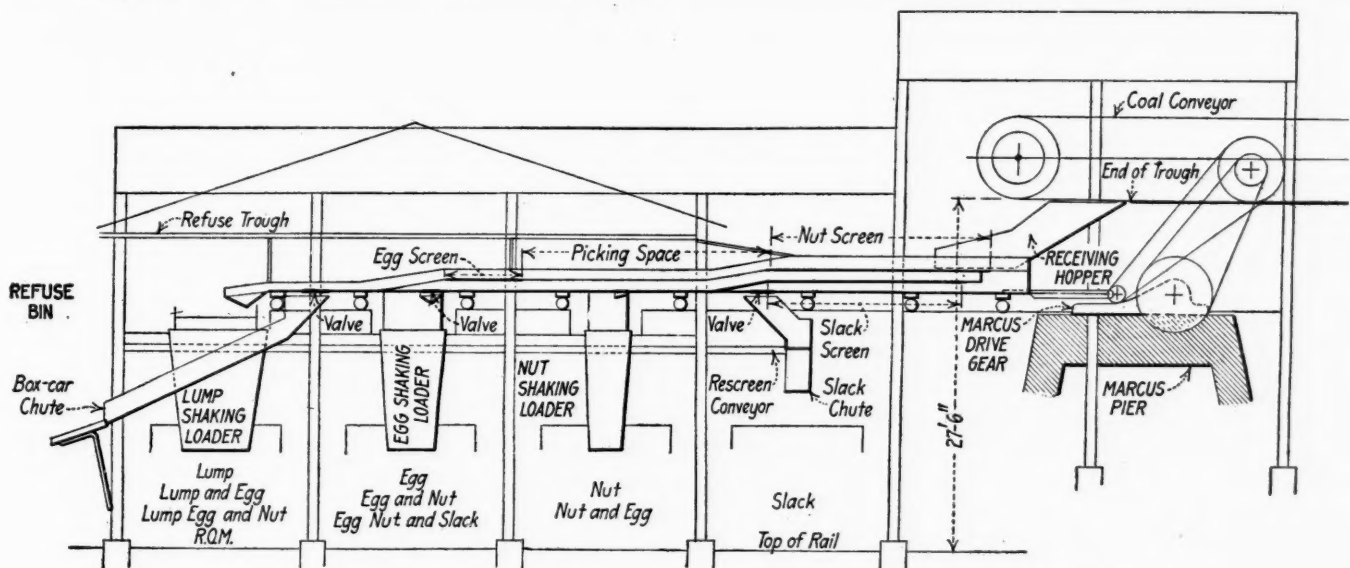 Coal Conveyor
End of Trough
Refuse Trough
Nut Screen
Egg Screen
Picking Space
RECEIVING
HOPPER
REFUSE
BIN
Valve
Valve
Valve
Slack
Screen
MARCUS
DRIVE
GEAR
Box-car
Chute
LUMP
SHAKING
LOADER
EGG SHAKING
LOADER
NUT
SHAKING
LOADER
Rescreen
Conveyor
Slack
Chute
MARCUS
PIER
27'-6"
Lump
Lump and Egg
Lump Egg and Nut
R.O.M.
Egg
Egg and Nut
Egg Nut and Slack
Nut
Nut and Egg
Slack
Top of Rail